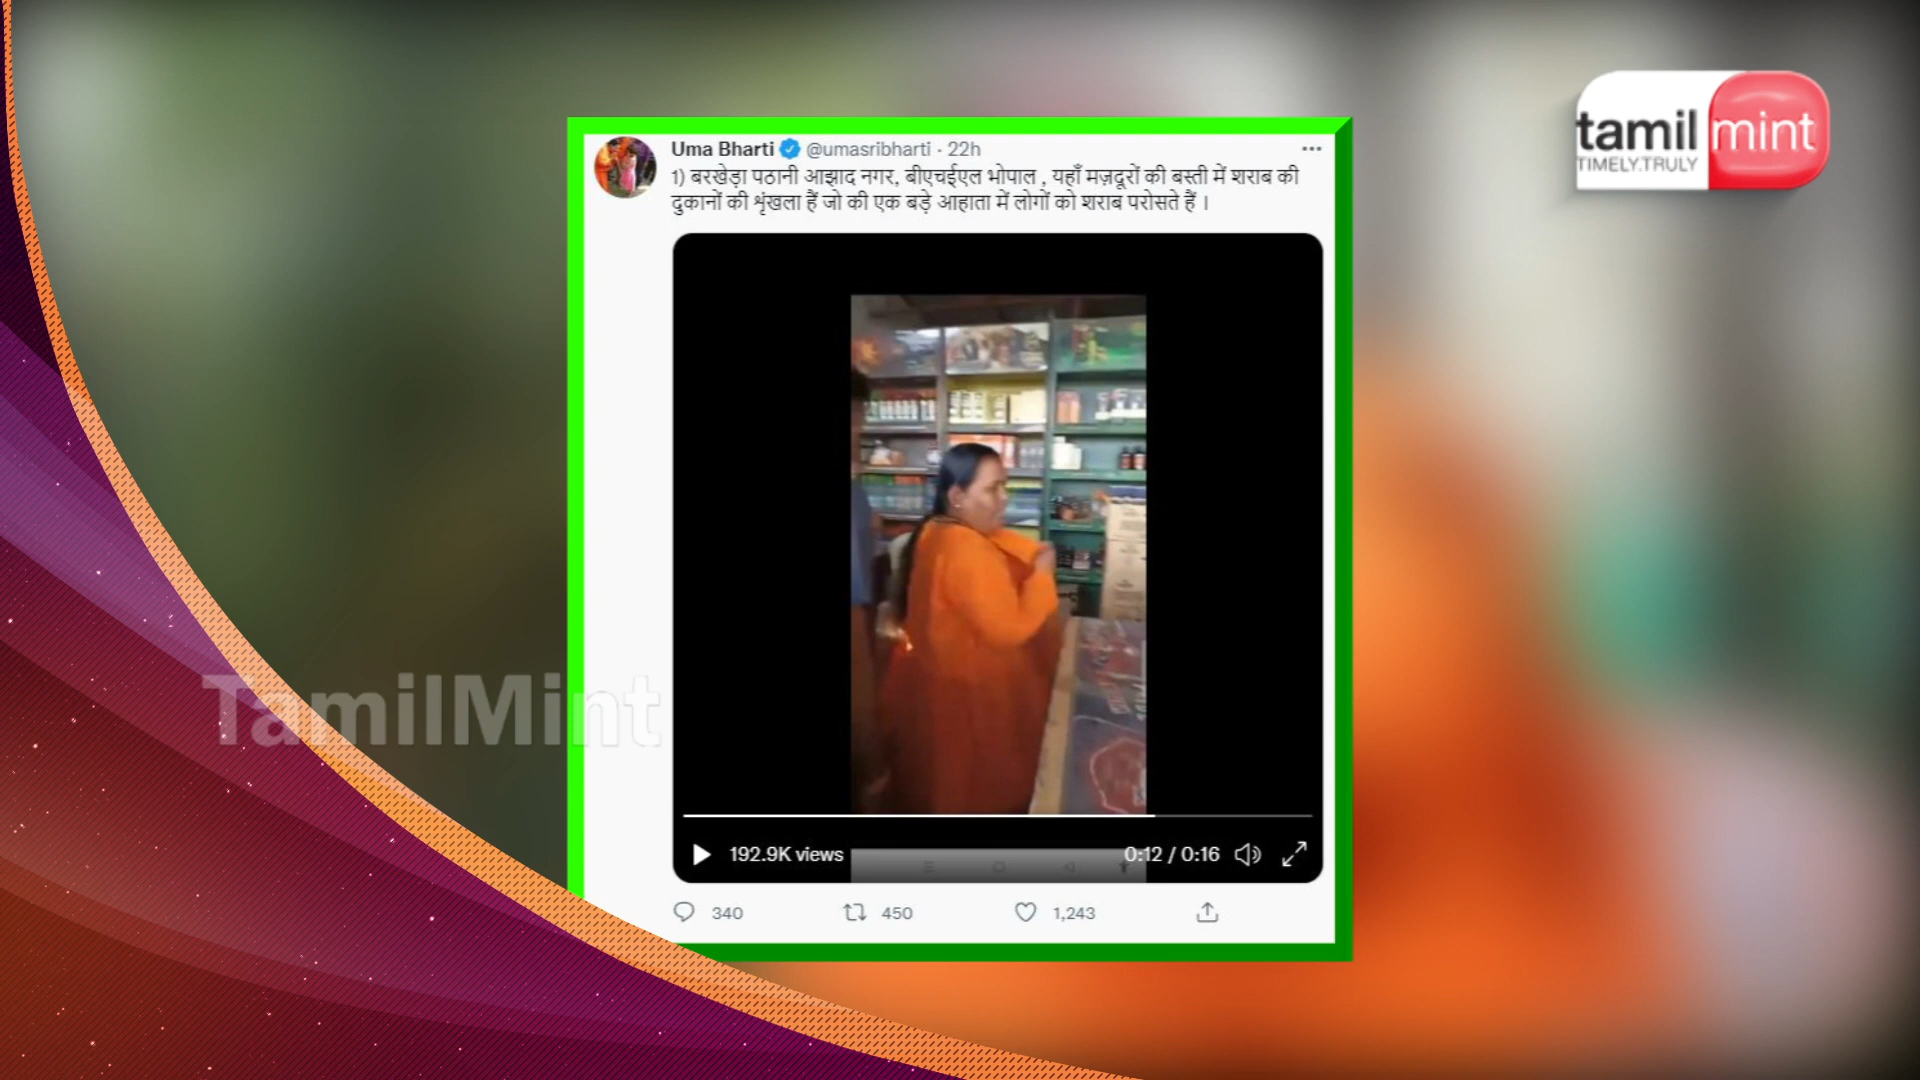 tamil mint
TIMELY.TRULY
Uma Bharti @umasribharti · 22h
1) बरखेड़ा पठानी आझाद नगर, बीएचईएल भोपाल , यहाँ मज़दूरों की बस्ती में शराब की
दुकानों की शृंखला हैं जो की एक बड़े आहाता में लोगों को शराब परोसते हैं ।
TamilMint
192.9K views
0:12 / 0:16
340
450
1,243